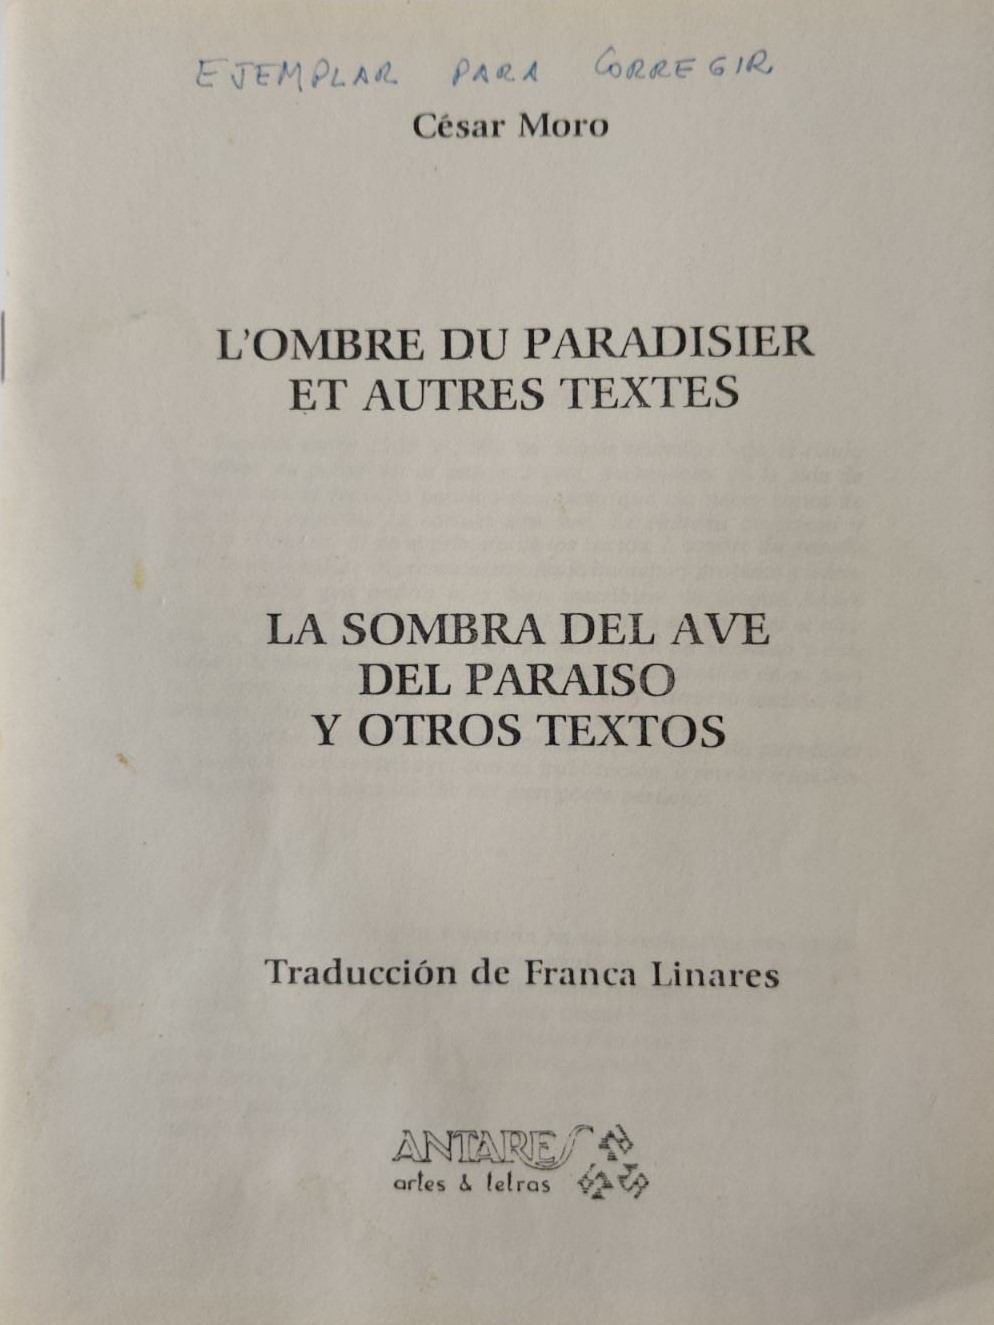 EJEMPLAR PARA CORREGIR
César Moro
L'OMBRE DU PARADISIER
ET AUTRES TEXTES
LA SOMBRA DEL AVE
DEL PARAISO
Y OTROS TEXTOS
Traducción de Franca Linares
ANTARES
artes & letras